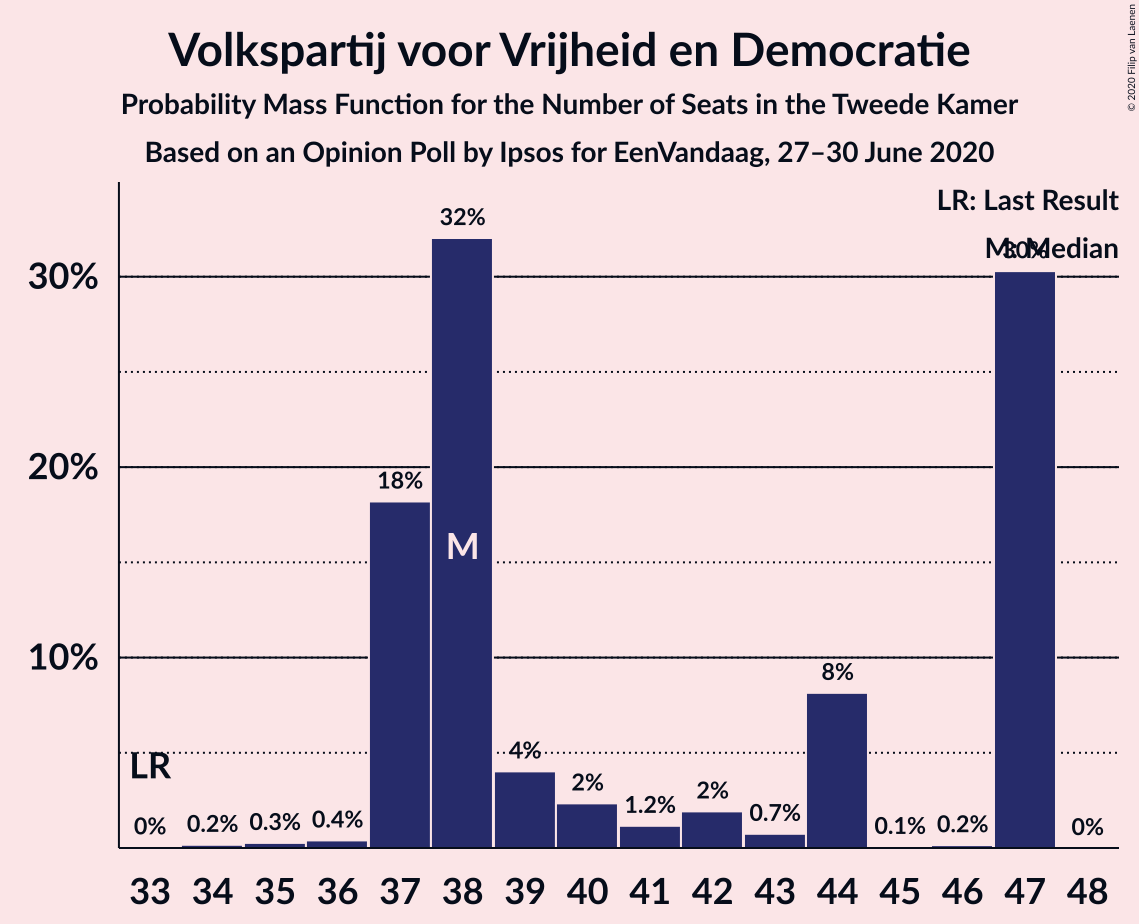 Volkspartij voor Vrijheid en Democratie
Probability Mass Function for the Number of Seats in the Tweede Kamer
Based on an Opinion Poll by Ipsos for EenVandaag, 27–30 June 2020
© 2020 Filip van Laenen
LR: Last Result
M: Median
30%
20%
10%
0%
0.2%
0.3%
0.4%
18%
32%
4%
2%
1.2%
2%
0.7%
8%
0.1%
0.2%
30%
0%
LR
M
33 34 35 36 37 38 39 40 41 42 43 44 45 46 47 48